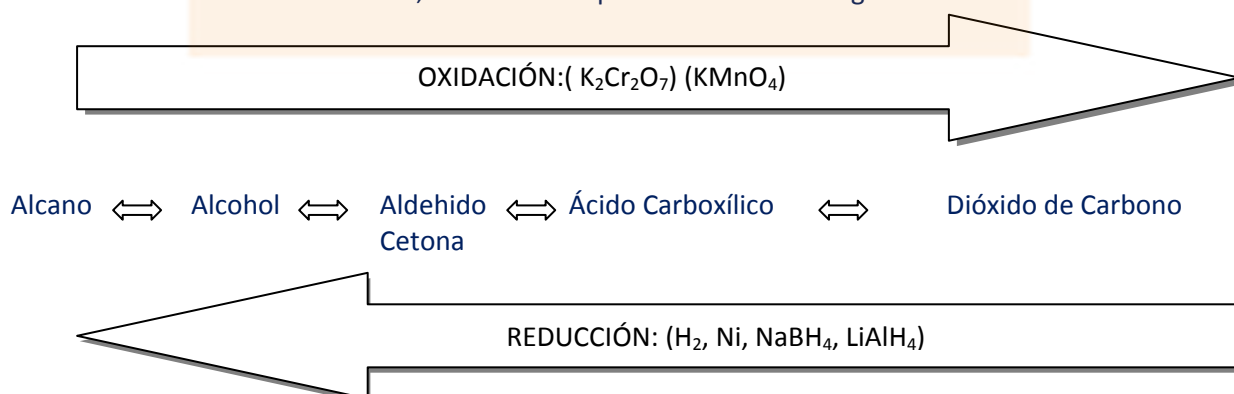 OXIDACIÓN:( K₂Cr₂O₇) (KMnO₄)
Alcano ⇔ Alcohol ⇔ Aldehido ⇔ Ácido Carboxílico ⇔ Dióxido de Carbono
Cetona
REDUCCIÓN: (H₂, Ni, NaBH₄, LiAlH₄)